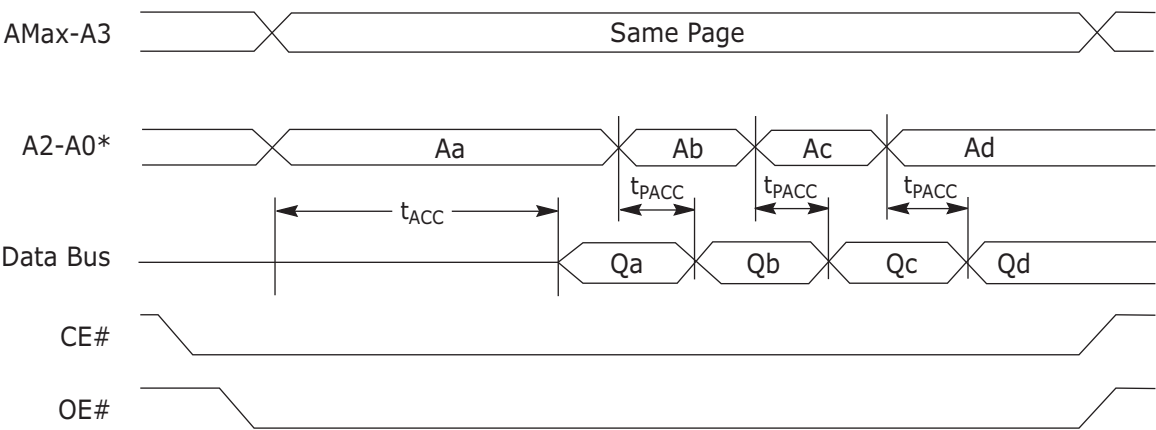 AMax-A3 Same Page
A2-A0* Aa Ab Ac Ad
tACC tPACC tPACC tPACC
Data Bus Qa Qb Qc Qd
CE#
OE#